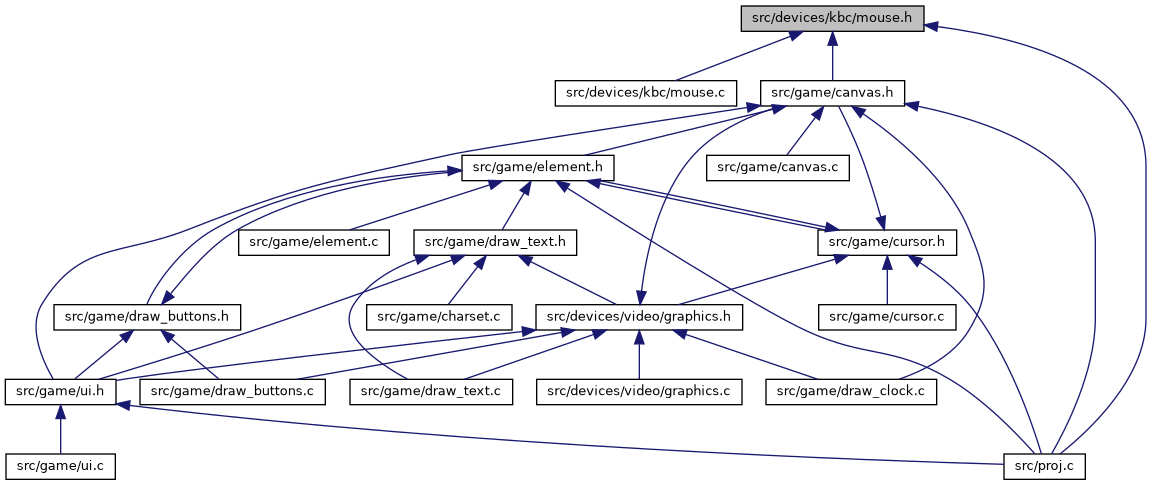 src/devices/kbc/mouse.h
src/devices/kbc/mouse.c
src/game/canvas.h
src/game/element.h
src/game/canvas.c
src/game/element.c
src/game/draw_text.h
src/game/cursor.h
src/game/draw_buttons.h
src/game/charset.c
src/devices/video/graphics.h
src/game/cursor.c
src/game/ui.h
src/game/draw_buttons.c
src/game/draw_text.c
src/devices/video/graphics.c
src/game/draw_clock.c
src/game/ui.c
src/proj.c